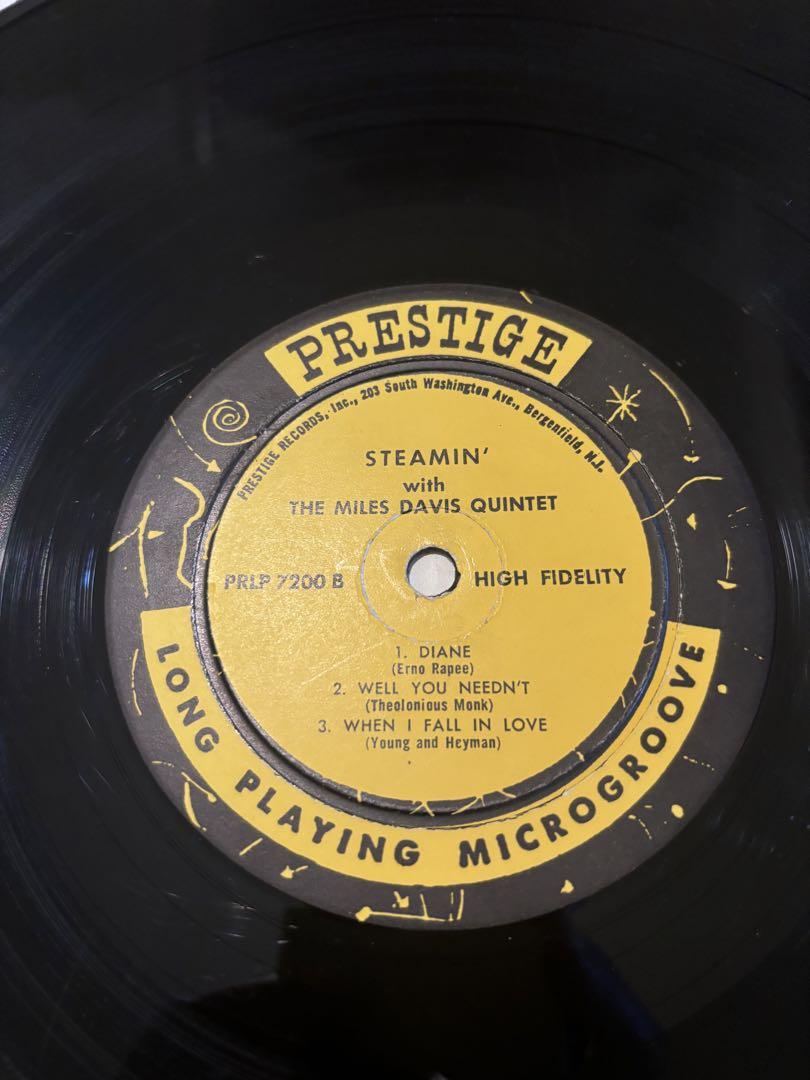 PRESTIGE
PRESTIGE RECORDS, Inc., 203 South Washington Ave., Bergenfield, N.J.
STEAMIN'
with
THE MILES DAVIS QUINTET
PRLP 7200 B HIGH FIDELITY
1. DIANE
(Erno Rapee)
2. WELL YOU NEEDN'T
(Theolonious Monk)
3. WHEN I FALL IN LOVE
(Young and Heyman)
LONG PLAYING MICROGROOVE